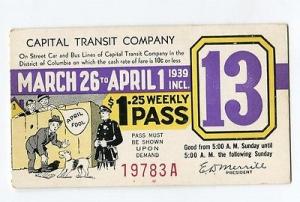 CAPITAL TRANSIT COMPANY
On Street Car and Bus Lines of Capital Transit Company in the
District of Columbia on which the cash rate of fare is 10c or less
MARCH 26 TO APRIL 1 1939 INCL.
$1.25 WEEKLY
PASS
APRIL
FOOL
PASS MUST
BE SHOWN
UPON
DEMAND
19783A
13
Good from 5:00 A. M. Sunday until
5:00 A. M. the following Sunday
E. D. Merrill
PRESIDENT